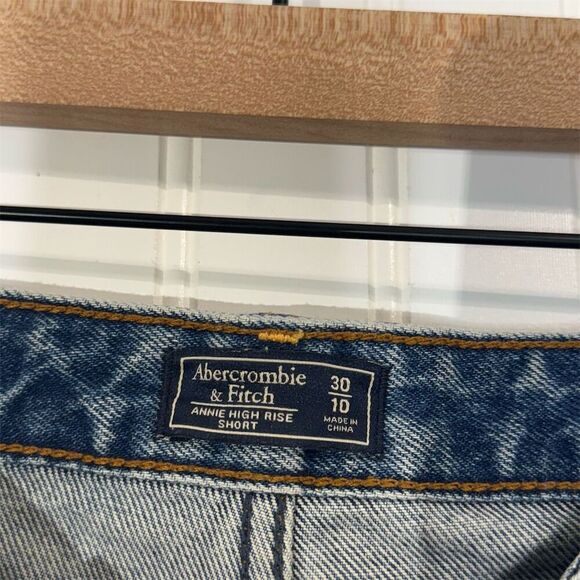 Abercrombie
& Fitch
ANNIE HIGH RISE
SHORT
30
10
MADE IN
CHINA